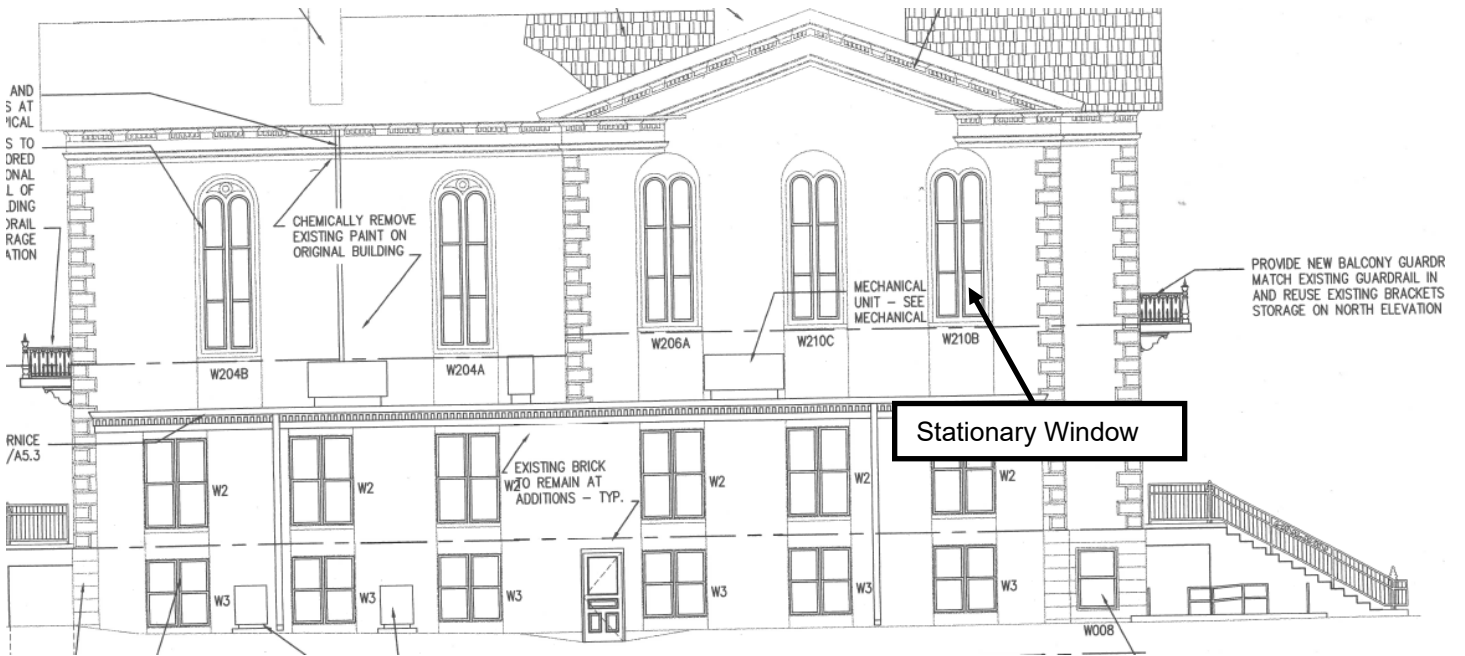 AND
S AT
PICAL
S TO
ORED
ONAL
L OF
LDING
DRAIL
RAGE
ATION
CHEMICALLY REMOVE
EXISTING PAINT ON
ORIGINAL BUILDING
MECHANICAL
UNIT - SEE
MECHANICAL
PROVIDE NEW BALCONY GUARDR
MATCH EXISTING GUARDRAIL IN
AND REUSE EXISTING BRACKETS
STORAGE ON NORTH ELEVATION
W204B
W204A
W206A
W210C
W210B
Stationary Window
RNICE
/A5.3
EXISTING BRICK
TO REMAIN AT
ADDITIONS - TYP.
W2
W2
W2
W2
W2
W2
W3
W3
W3
W3
W3
W3
W008